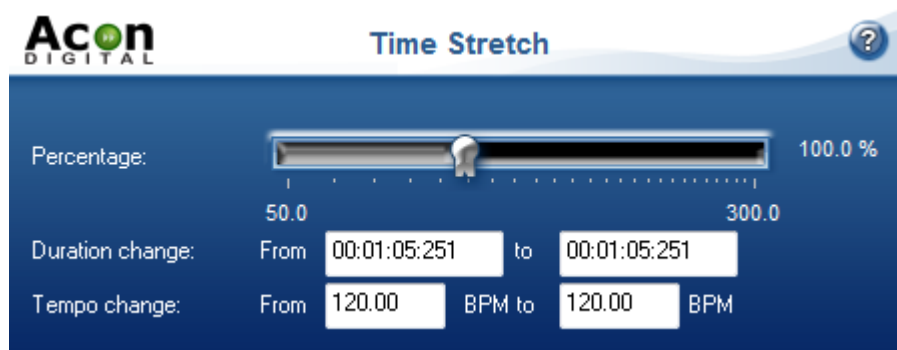 Acon
DIGITAL
Time Stretch
?
Percentage: 100.0 %
50.0 300.0
Duration change: From 00:01:05:251 to 00:01:05:251
Tempo change: From 120.00 BPM to 120.00 BPM